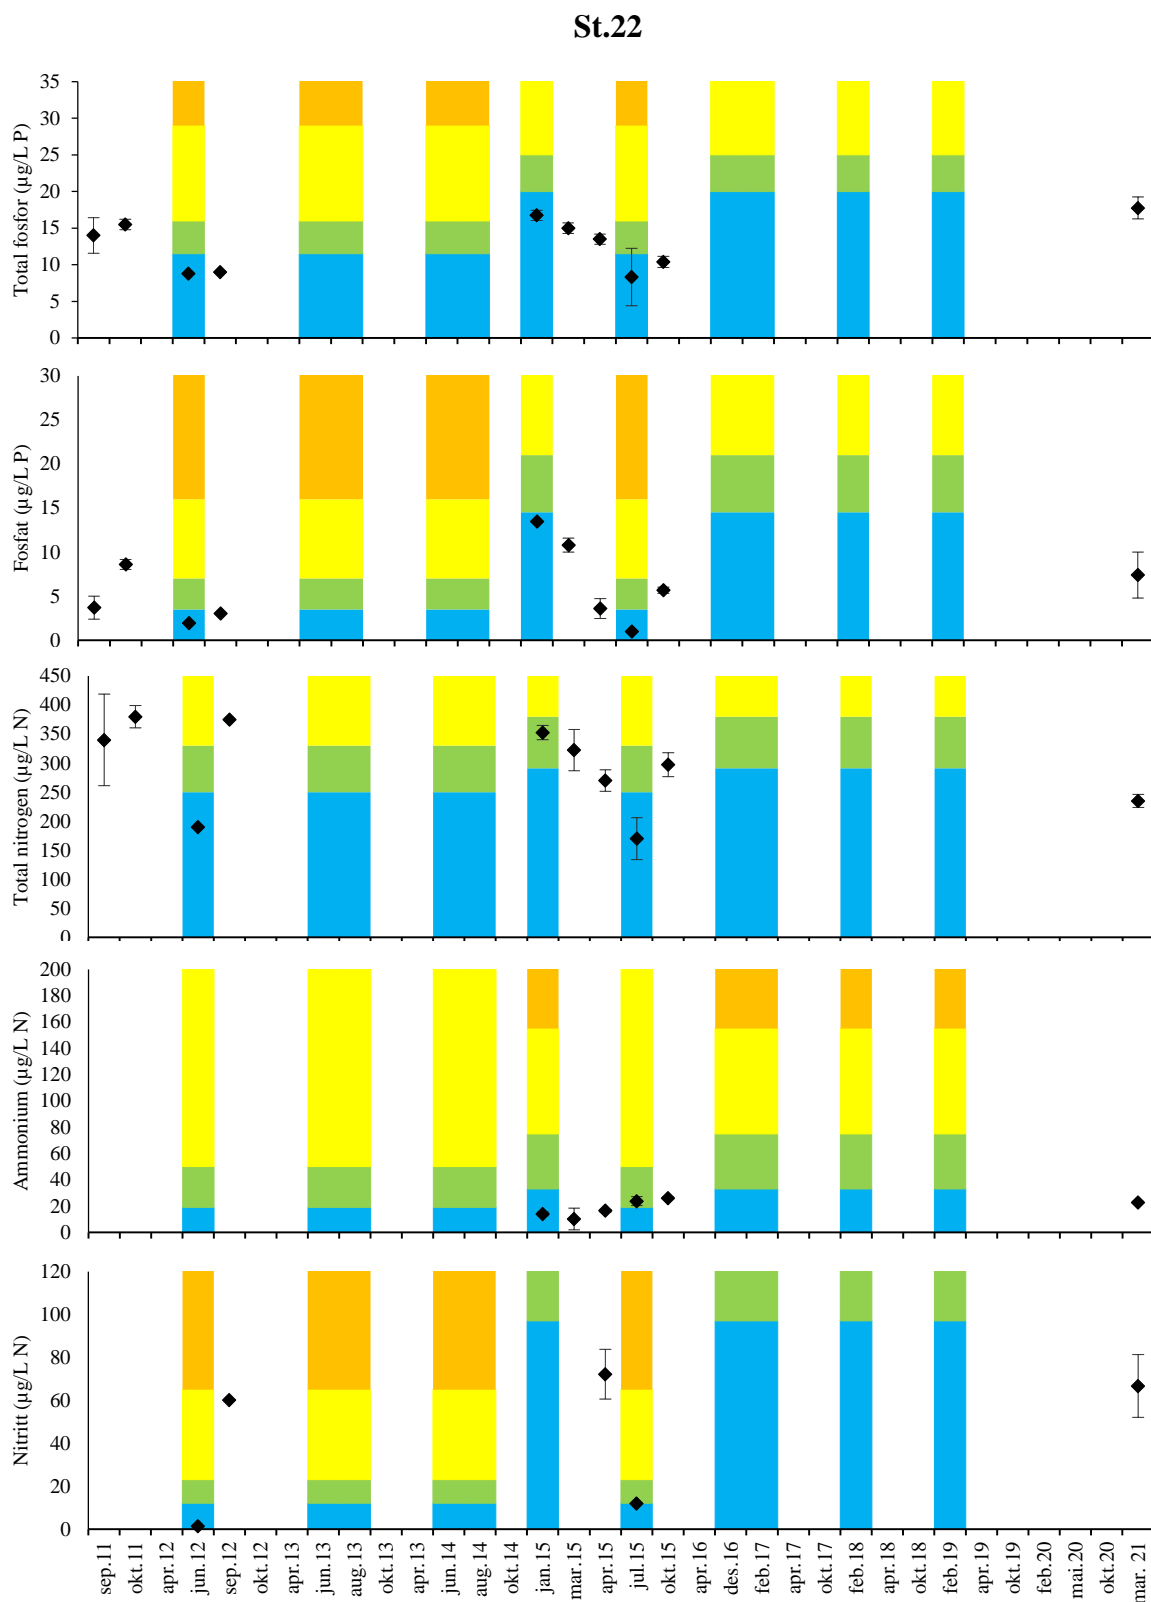 St.22
Total fosfor (µg/L P)
35
30
25
20
15
10
5
0
Fosfat (µg/L P)
30
25
20
15
10
5
0
Total nitrogen (µg/L N)
450
400
350
300
250
200
150
100
50
0
Ammonium (µg/L N)
200
180
160
140
120
100
80
60
40
20
0
Nitritt (µg/L N)
120
100
80
60
40
20
0
sep.11
okt.11
apr.12
jun.12
sep.12
okt.12
apr.13
jun.13
aug.13
apr.14
jun.14
aug.14
okt.14
jan.15
mar.15
apr.15
jul.15
okt.15
apr.16
des.16
feb.17
apr.17
okt.17
feb.18
apr.18
okt.18
feb.19
apr.19
okt.19
feb.20
mai.20
okt.20
mar. 21